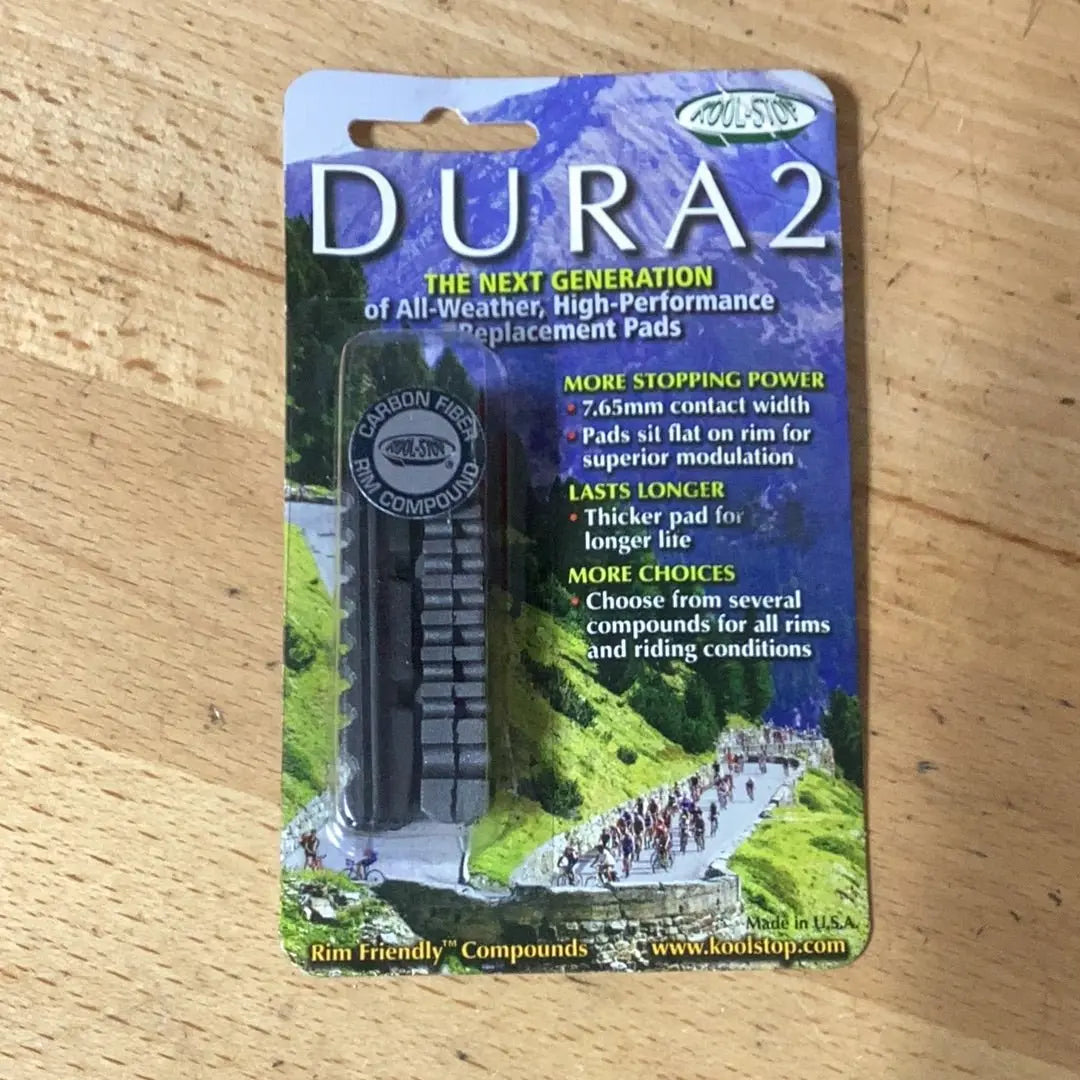 KOOL-STOP
DURA2
THE NEXT GENERATION
of All-Weather, High-Performance
Replacement Pads
MORE STOPPING POWER
• 7.65mm contact width
• Pads sit flat on rim for
superior modulation
LASTS LONGER
• Thicker pad for
longer life
MORE CHOICES
• Choose from several
compounds for all rims
and riding conditions
CARBON FIBER
KOOL-STOP®
RIM COMPOUND
Made in U.S.A.
Rim Friendly™ Compounds
www.koolstop.com